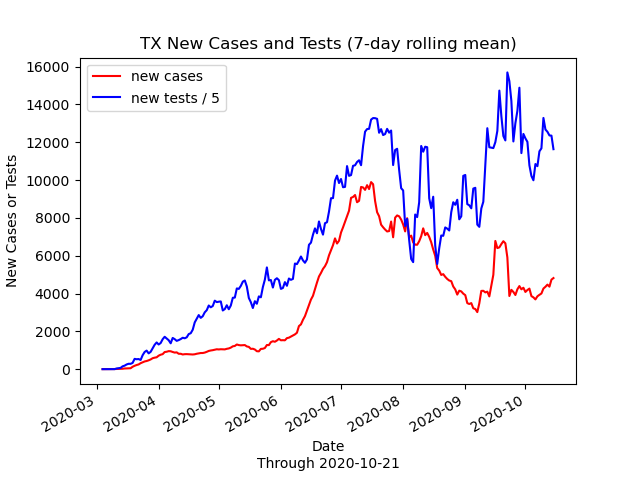 TX New Cases and Tests (7-day rolling mean)
new cases
new tests / 5
16000
14000
12000
10000
8000
6000
4000
2000
0
New Cases or Tests
2020-03
2020-04
2020-05
2020-06
2020-07
2020-08
2020-09
2020-10
Date
Through 2020-10-21